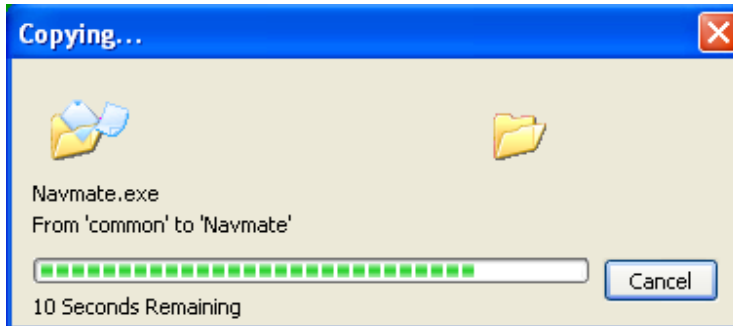 Copying...
Navmate.exe
From 'common' to 'Navmate'
Cancel
10 Seconds Remaining